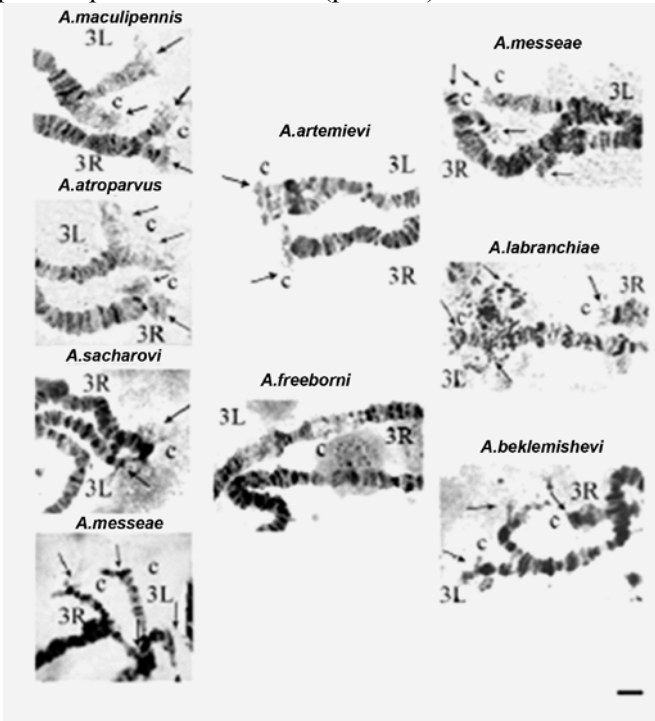 A.maculipennis
3L
c
c
3R
A.atroparvus
c
3L
c
3R
A.sacharovi
3R
c
3L
A.messeae
c
c
3L
3R
A.artemievi
c
3L
c
3R
A.freeborni
3L
3R
c
A.messeae
c
3L
c
3R
A.labranchiae
3R
c
c
3L
A.beklemishevi
3R
c
c
3L